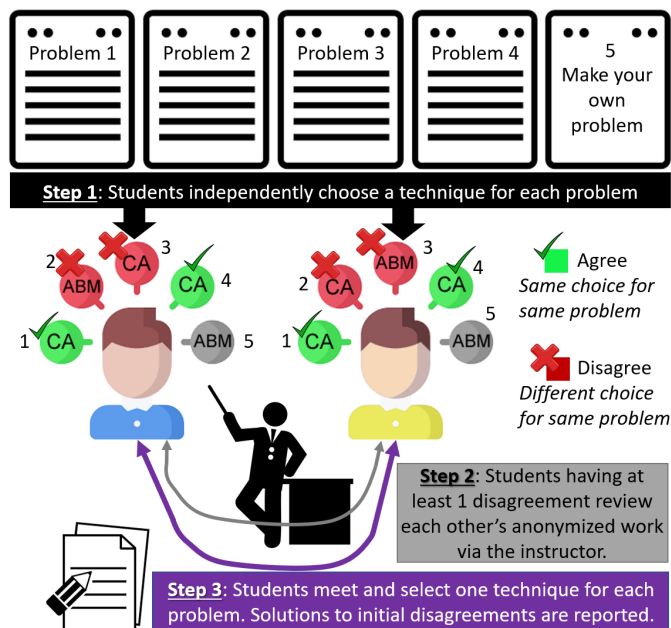 Problem 1
Problem 2
Problem 3
Problem 4
5
Make your
own
problem
Step 1: Students independently choose a technique for each problem
1
CA
2
ABM
3
CA
4
CA
5
ABM
1
CA
2
CA
3
ABM
4
CA
5
ABM
Agree
Same choice for
same problem
Disagree
Different choice
for same problem
Step 2: Students having at
least 1 disagreement review
each other's anonymized work
via the instructor.
Step 3: Students meet and select one technique for each
problem. Solutions to initial disagreements are reported.